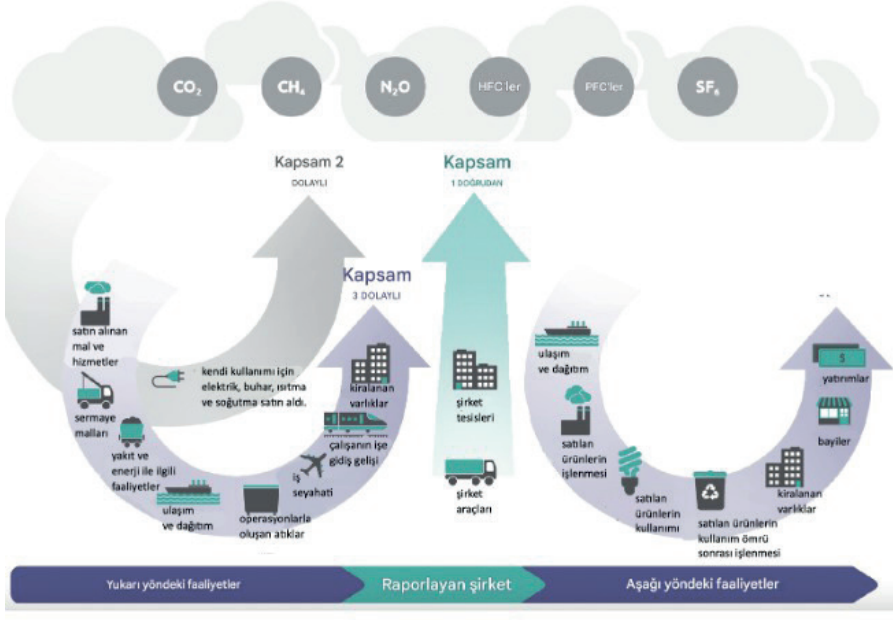 CO₂
CH₄
N₂O
HFC'ler
PFC'ler
SF₆
Kapsam 2
DOLAYLI
Kapsam
1 DOĞRUDAN
Kapsam
3 DOLAYLI
satın alınan
mal ve
hizmetler
sermaye
malları
yakıt ve
enerji ile ilgili
faaliyetler
ulaşım
ve dağıtım
operasyonlarla
oluşan atıklar
iş
seyahati
çalışanın işe
gidiş gelişi
kiralanan
varlıklar
kendi kullanımı için
elektrik, buhar, ısıtma
ve soğutma satın aldı.
şirket
tesisleri
şirket
araçları
ulaşım
ve dağıtım
satılan
ürünlerin
işlenmesi
satılan
ürünlerin
kullanımı
satılan ürünlerin
kullanım ömrü
sonrası işlenmesi
kiralanan
varlıklar
bayiler
$
yatırımlar
Yukarı yöndeki faaliyetler
Raporlayan şirket
Aşağı yöndeki faaliyetler